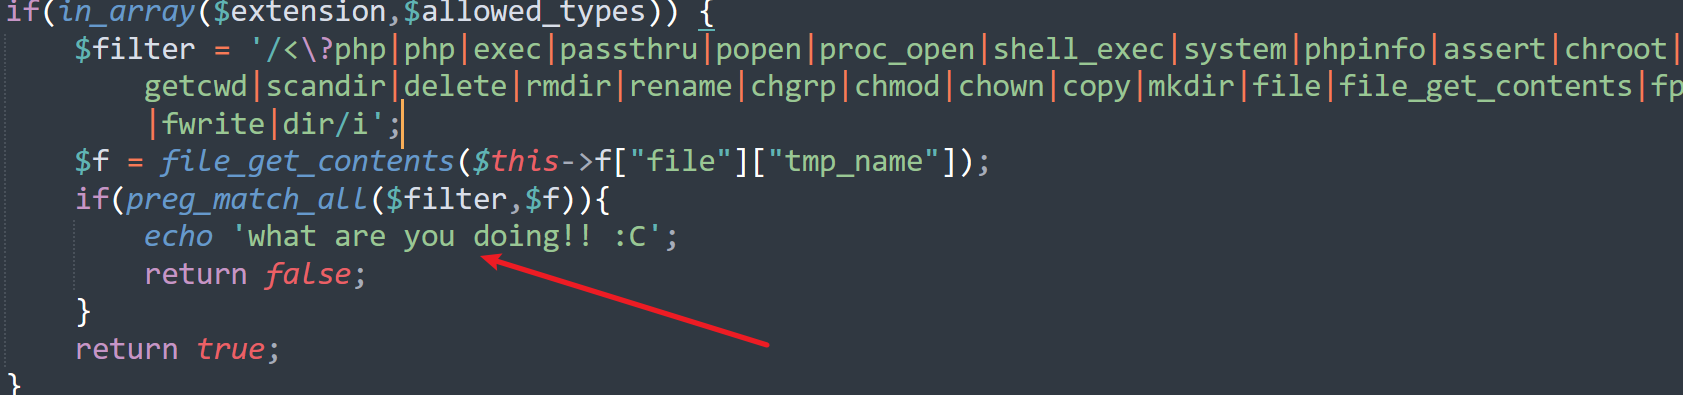 if(in_array($extension,$allowed_types)) {
$filter = '/<\?php|php|exec|passthru|popen|proc_open|shell_exec|system|phpinfo|assert|chroot|
getcwd|scandir|delete|rmdir|rename|chgrp|chmod|chown|copy|mkdir|file|file_get_contents|fp
|fwrite|dir/i';
$f = file_get_contents($this->f["file"]["tmp_name"]);
if(preg_match_all($filter,$f)){
echo 'what are you doing!! :C';
return false;
}
return true;
}